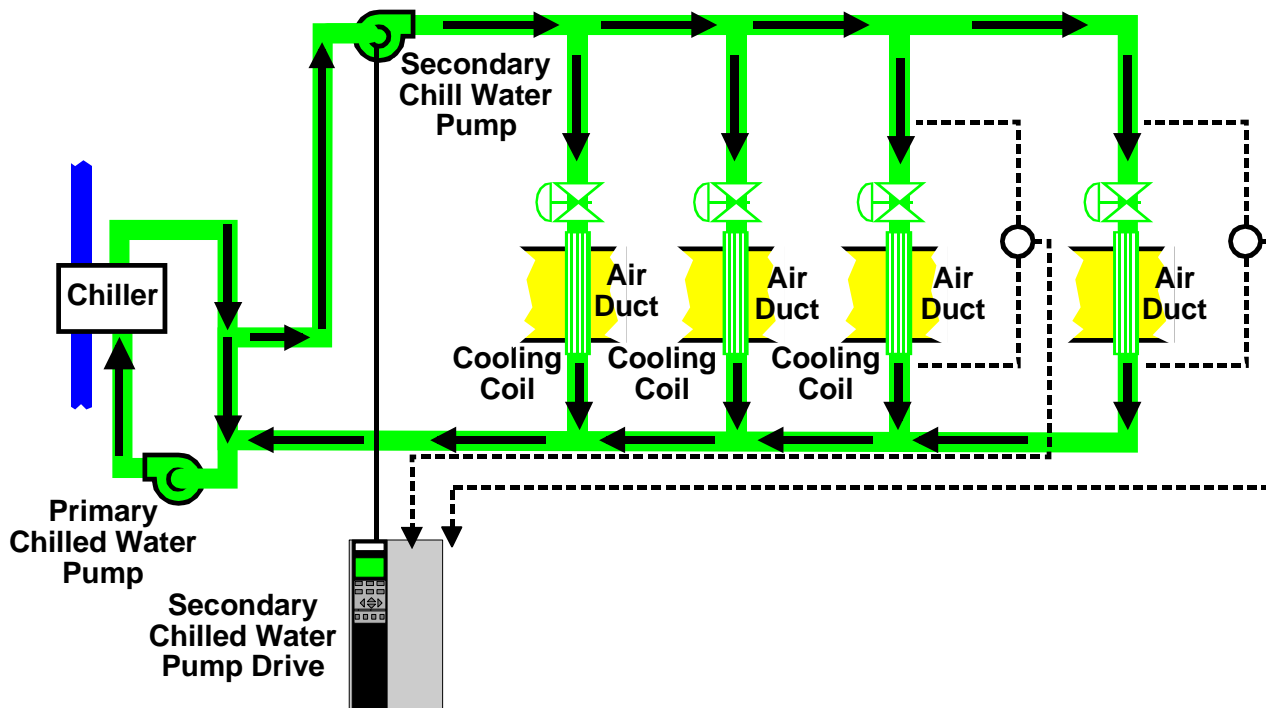 Secondary
Chill Water
Pump
Chiller
Air
Duct
Air
Duct
Air
Duct
Air
Duct
Cooling
Coil
Cooling
Coil
Cooling
Coil
Primary
Chilled Water
Pump
Secondary
Chilled Water
Pump Drive